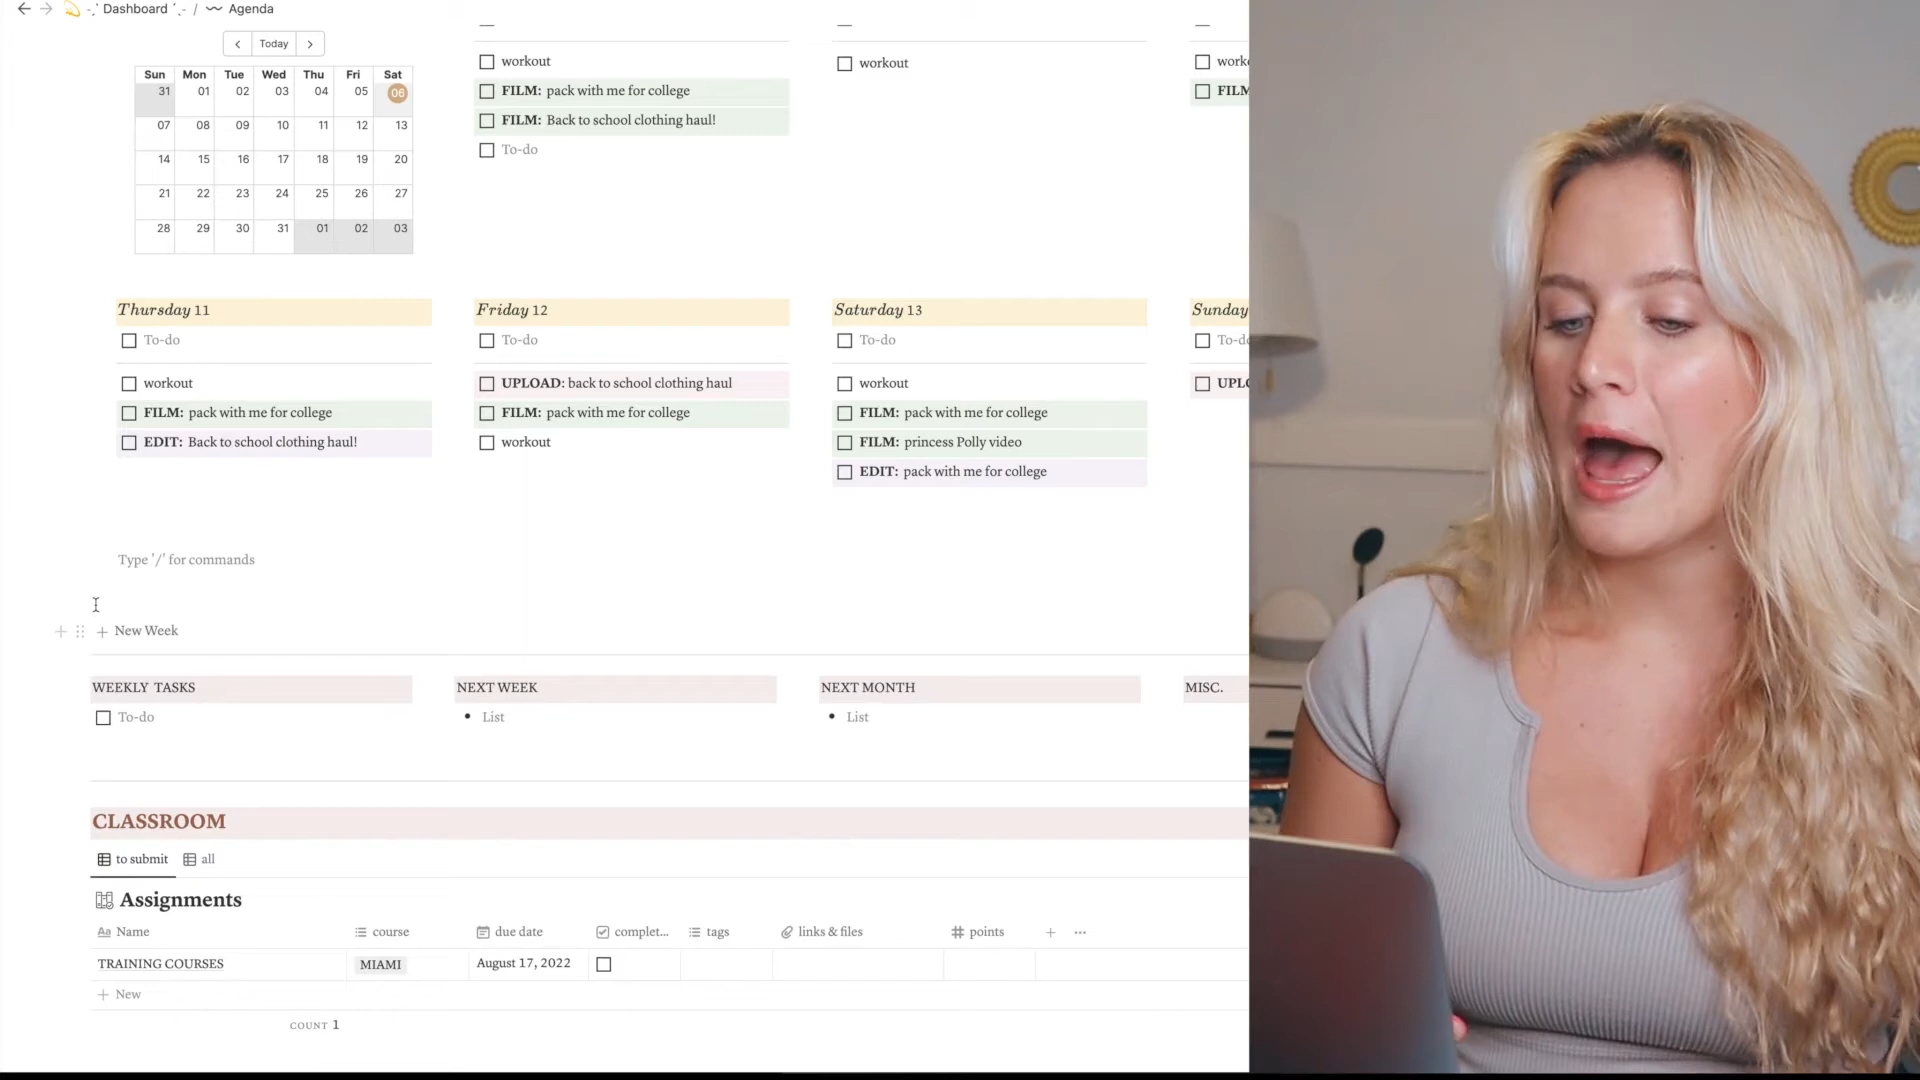 Dashboard / Agenda
Today
Sun Mon Tue Wed Thu Fri Sat
31 01 02 03 04 05 06
07 08 09 10 11 12 13
14 15 16 17 18 19 20
21 22 23 24 25 26 27
28 29 30 31 01 02 03
workout
FILM: pack with me for college
FILM: Back to school clothing haul!
To-do
workout
Thursday 11
To-do
workout
FILM: pack with me for college
EDIT: Back to school clothing haul!
Friday 12
To-do
UPLOAD: back to school clothing haul
FILM: pack with me for college
workout
Saturday 13
To-do
workout
FILM: pack with me for college
FILM: princess Polly video
EDIT: pack with me for college
Sunday
Type '/' for commands
+ New Week
WEEKLY TASKS
To-do
NEXT WEEK
• List
NEXT MONTH
• List
MISC.
CLASSROOM
to submit all
Assignments
Aa Name course due date complet... tags links & files # points + ...
TRAINING COURSES MIAMI August 17, 2022
+ New
COUNT 1